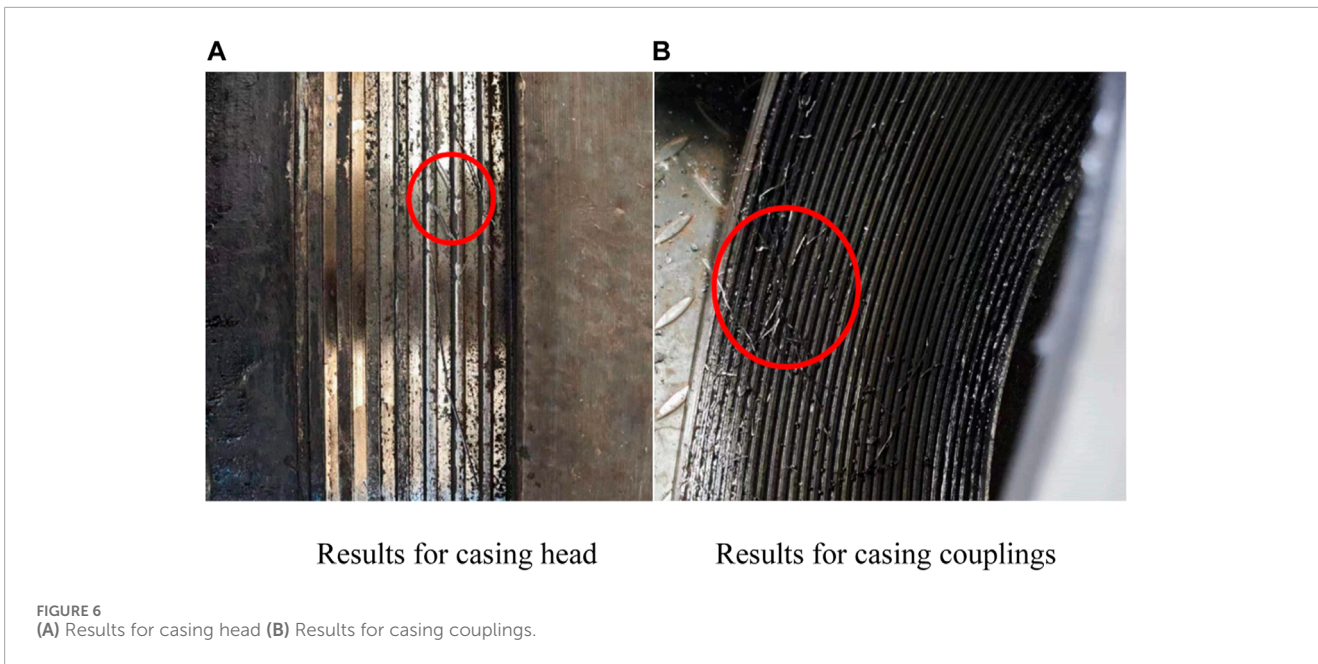 A
B
Results for casing head
Results for casing couplings
FIGURE 6
(A) Results for casing head (B) Results for casing couplings.